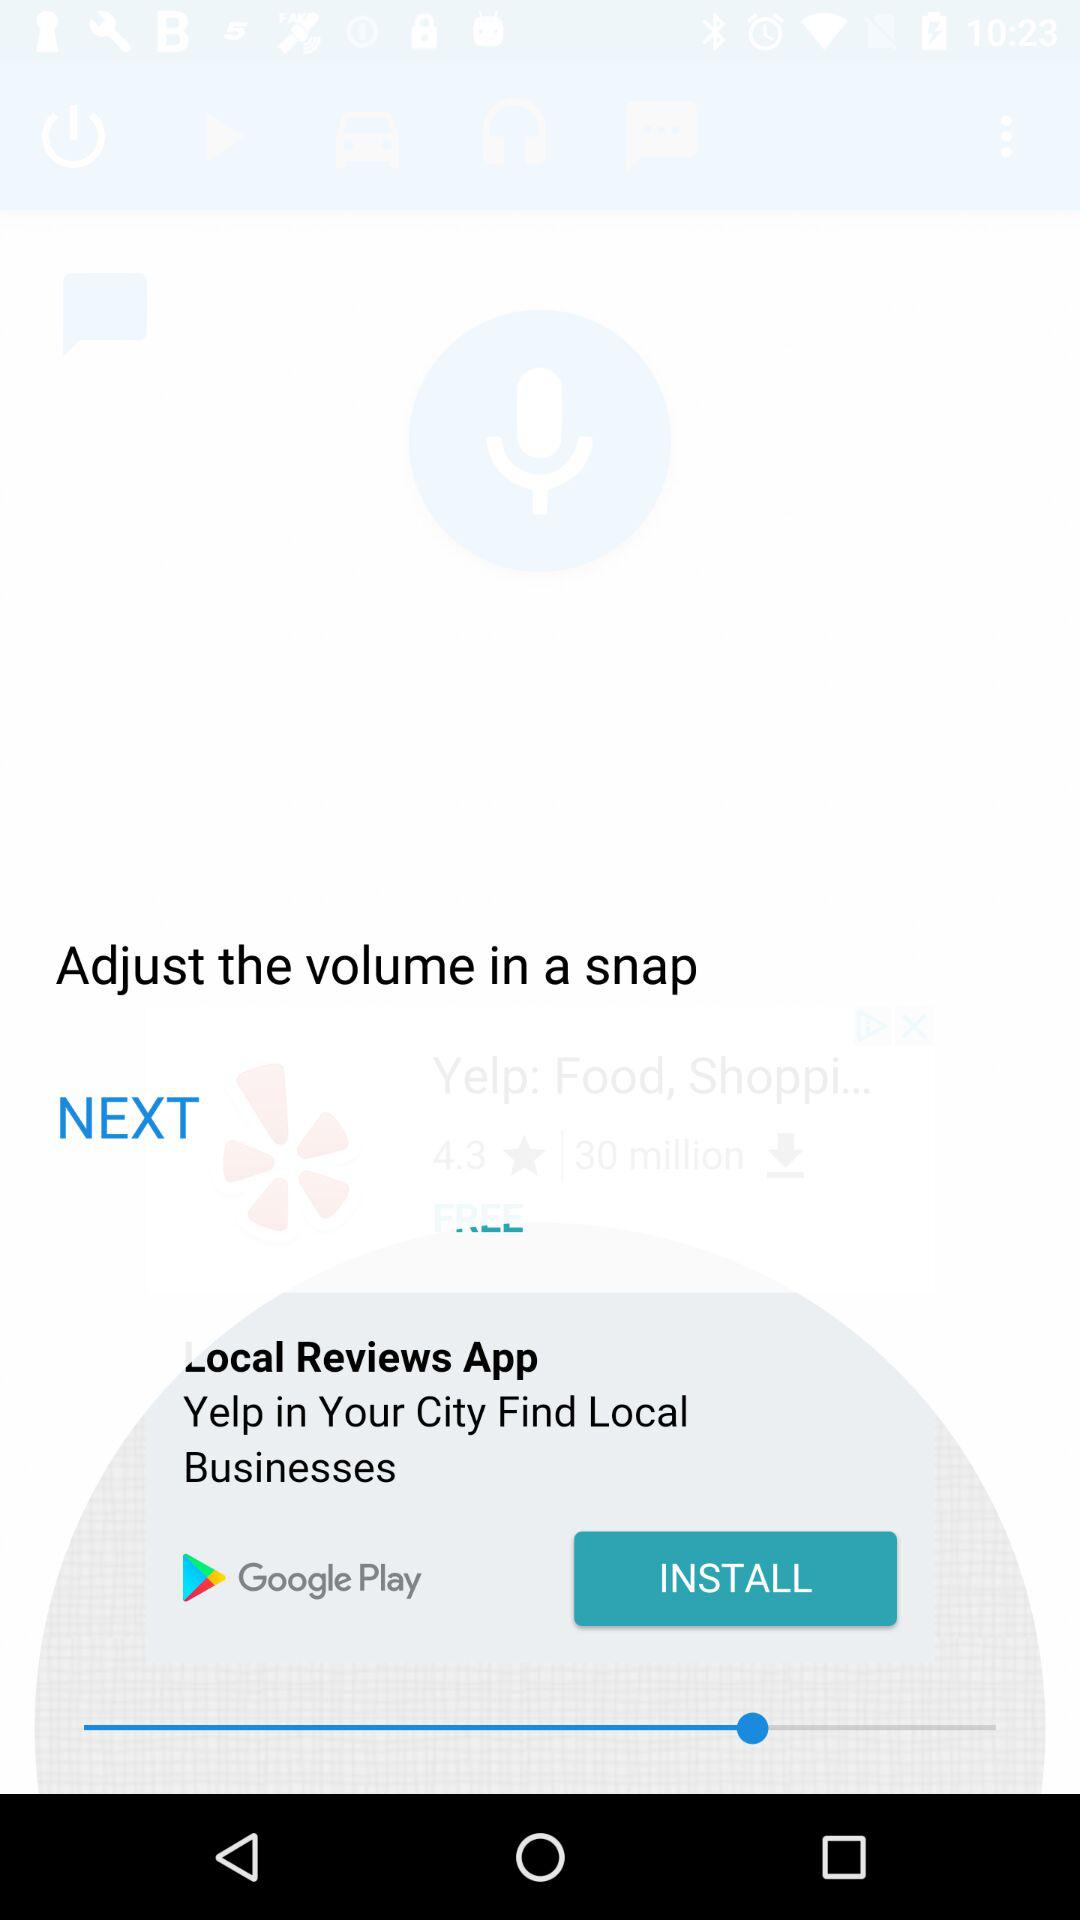 10:23
Adjust the volume in a snap
Yelp: Food, Shoppi...
NEXT
4.3 30 million
FREE
Local Reviews App
Yelp in Your City Find Local
Businesses
Google Play
INSTALL